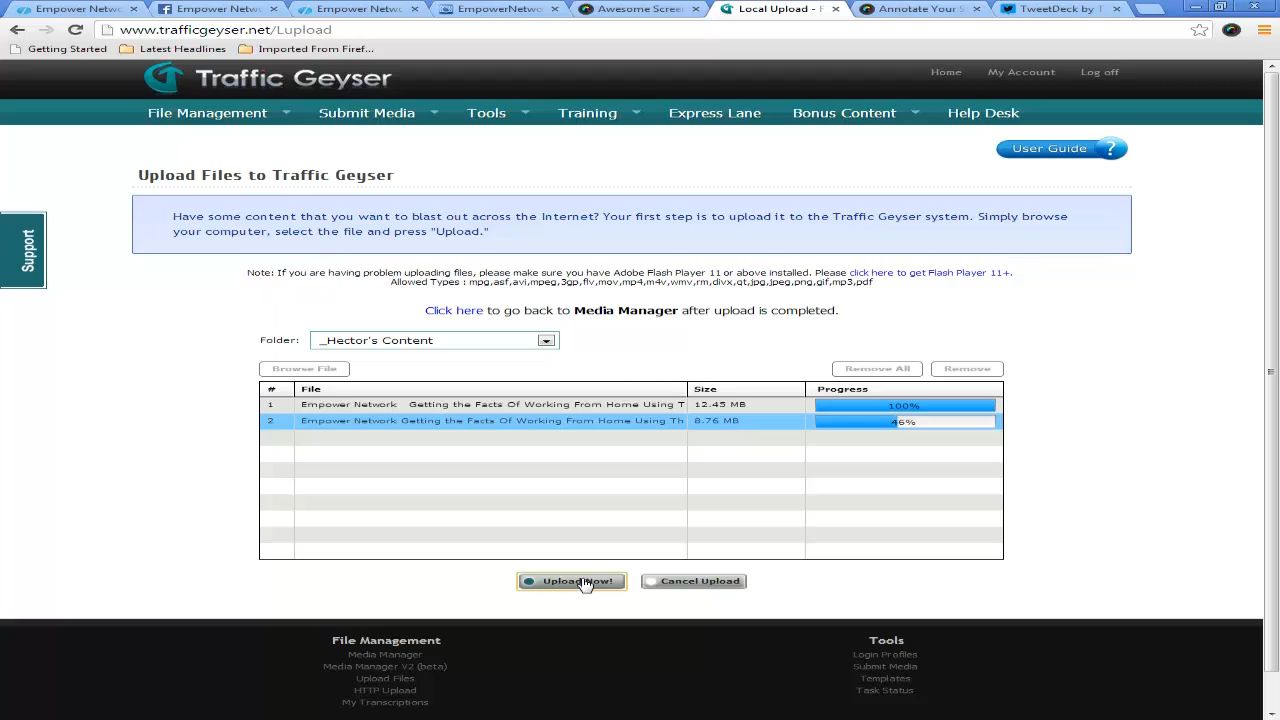 Empower Netwo
Empower Netwo
Empower Netwo
EmpowerNetwor
Awesome Scree
Local Upload - F
Annotate Your S
TweetDeck by T
www.trafficgeyser.net/Lupload
Getting Started
Latest Headlines
Imported From Firef...
Traffic Geyser
Home
My Account
Log off
File Management
Submit Media
Tools
Training
Express Lane
Bonus Content
Help Desk
User Guide ?
Upload Files to Traffic Geyser
Support
Have some content that you want to blast out across the Internet? Your first step is to upload it to the Traffic Geyser system. Simply browse
your computer, select the file and press "Upload."
Note: If you are having problem uploading files, please make sure you have Adobe Flash Player 11 or above installed. Please click here to get Flash Player 11+.
Allowed Types : mpg,asf,avi,mpeg,3gp,flv,mov,mp4,m4v,wmv,rm,divx,qt,jpg,jpeg,png,gif,mp3,pdf
Click here to go back to Media Manager after upload is completed.
Folder: _Hector's Content
Browse File
Remove All
Remove
# File Size Progress
1 Empower Network Getting the Facts Of Working From Home Using T 12.45 MB 100%
2 Empower Network Getting the Facts Of Working From Home Using Th 8.76 MB 46%
Upload Now!
Cancel Upload
File Management
Media Manager
Media Manager V2 (beta)
Upload Files
HTTP Upload
My Transcriptions
Tools
Login Profiles
Submit Media
Templates
Task Status